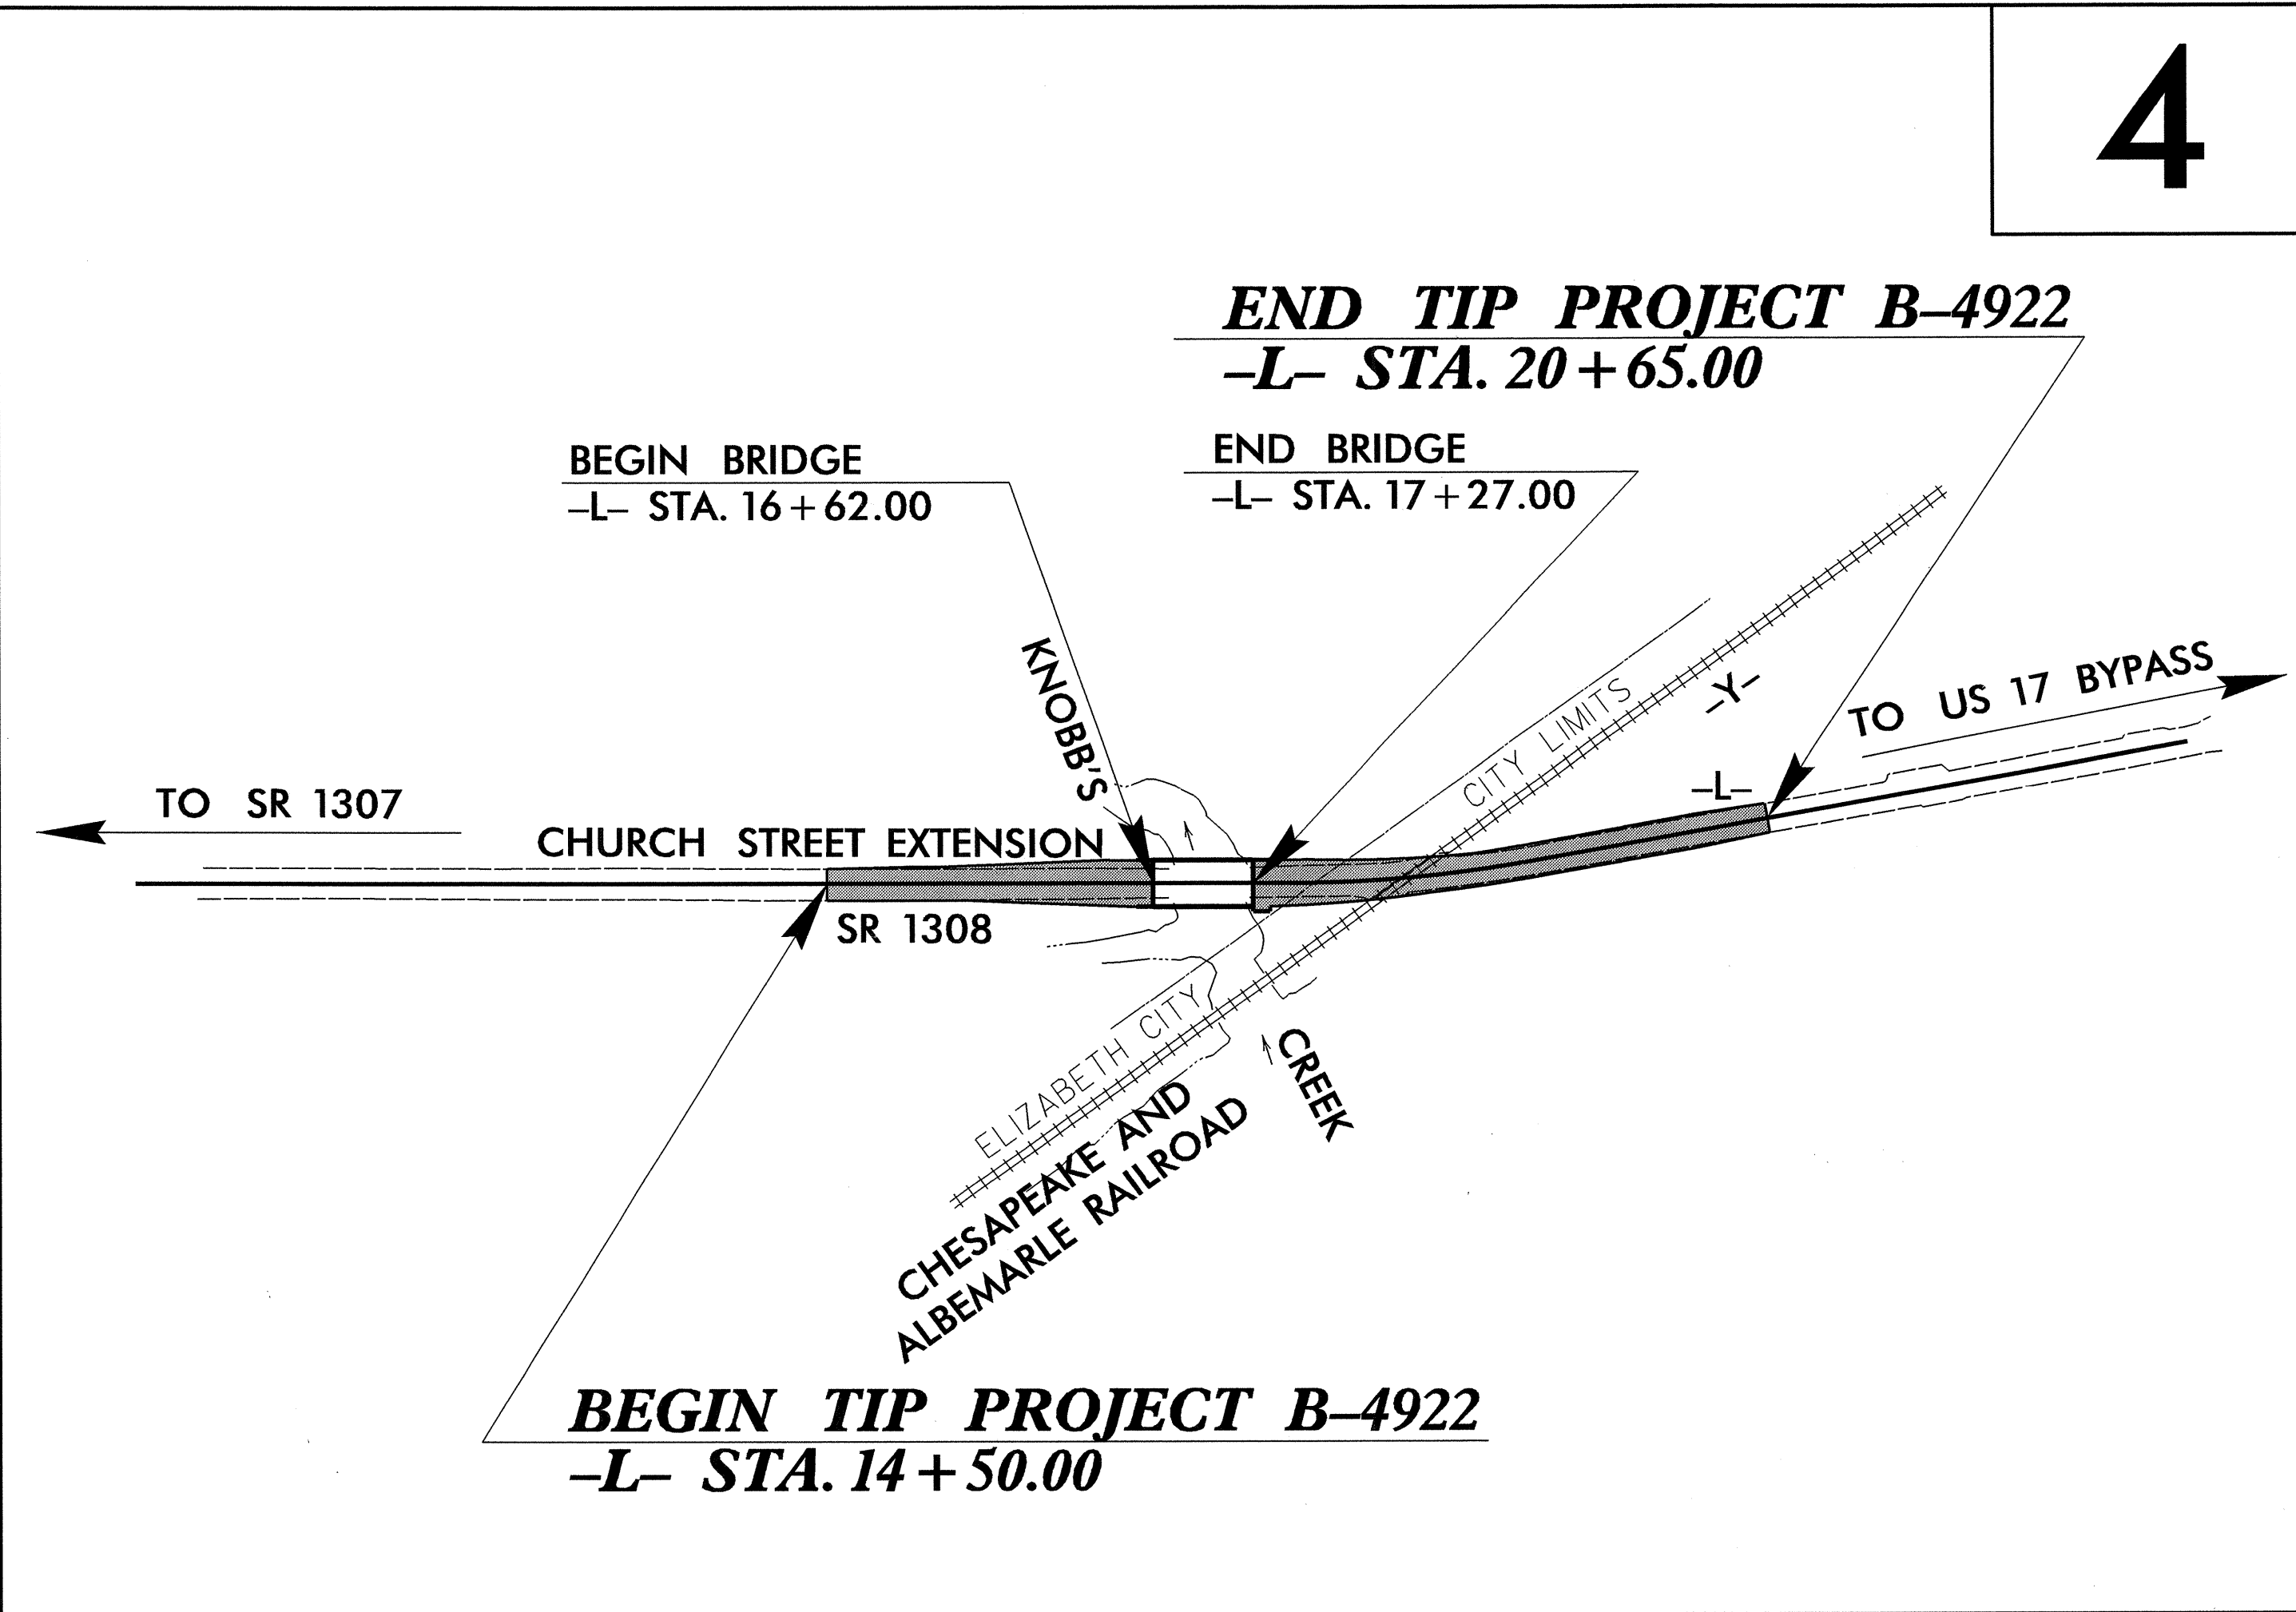 4
END TIP PROJECT B–4922
–L– STA. 20+65.00
BEGIN BRIDGE
–L– STA. 16+62.00
END BRIDGE
–L– STA. 17+27.00
KNOBB'S
CITY LIMITS
–Y–
TO US 17 BYPASS
–L–
TO SR 1307
CHURCH STREET EXTENSION
SR 1308
ELIZABETH CITY
CREEK
CHESAPEAKE AND
ALBEMARLE RAILROAD
BEGIN TIP PROJECT B–4922
–L– STA. 14+50.00